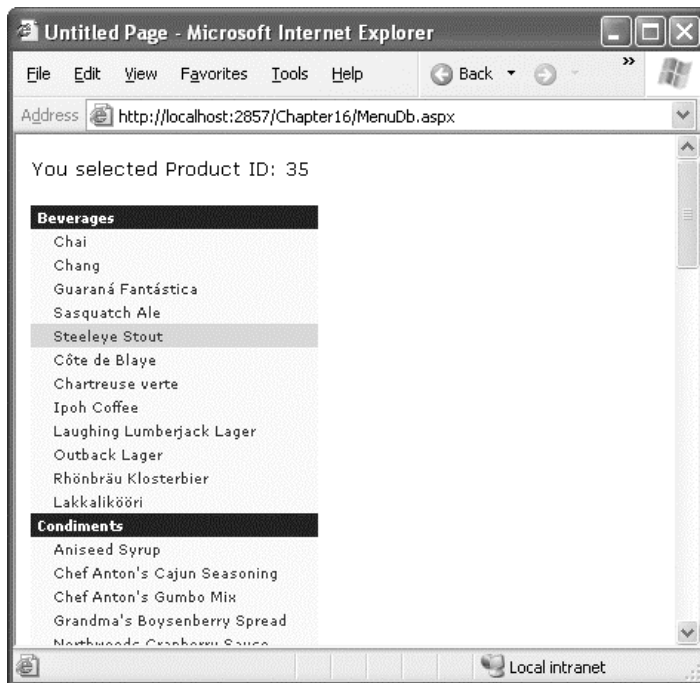 Untitled Page - Microsoft Internet Explorer
File Edit View Favorites Tools Help Back »
Address http://localhost:2857/Chapter16/MenuDb.aspx
You selected Product ID: 35
Beverages
Chai
Chang
Guaraná Fantástica
Sasquatch Ale
Steeleye Stout
Côte de Blaye
Chartreuse verte
Ipoh Coffee
Laughing Lumberjack Lager
Outback Lager
Rhönbräu Klosterbier
Lakkalikööri
Condiments
Aniseed Syrup
Chef Anton's Cajun Seasoning
Chef Anton's Gumbo Mix
Grandma's Boysenberry Spread
Northwoods Cranberry Sauce
Local intranet